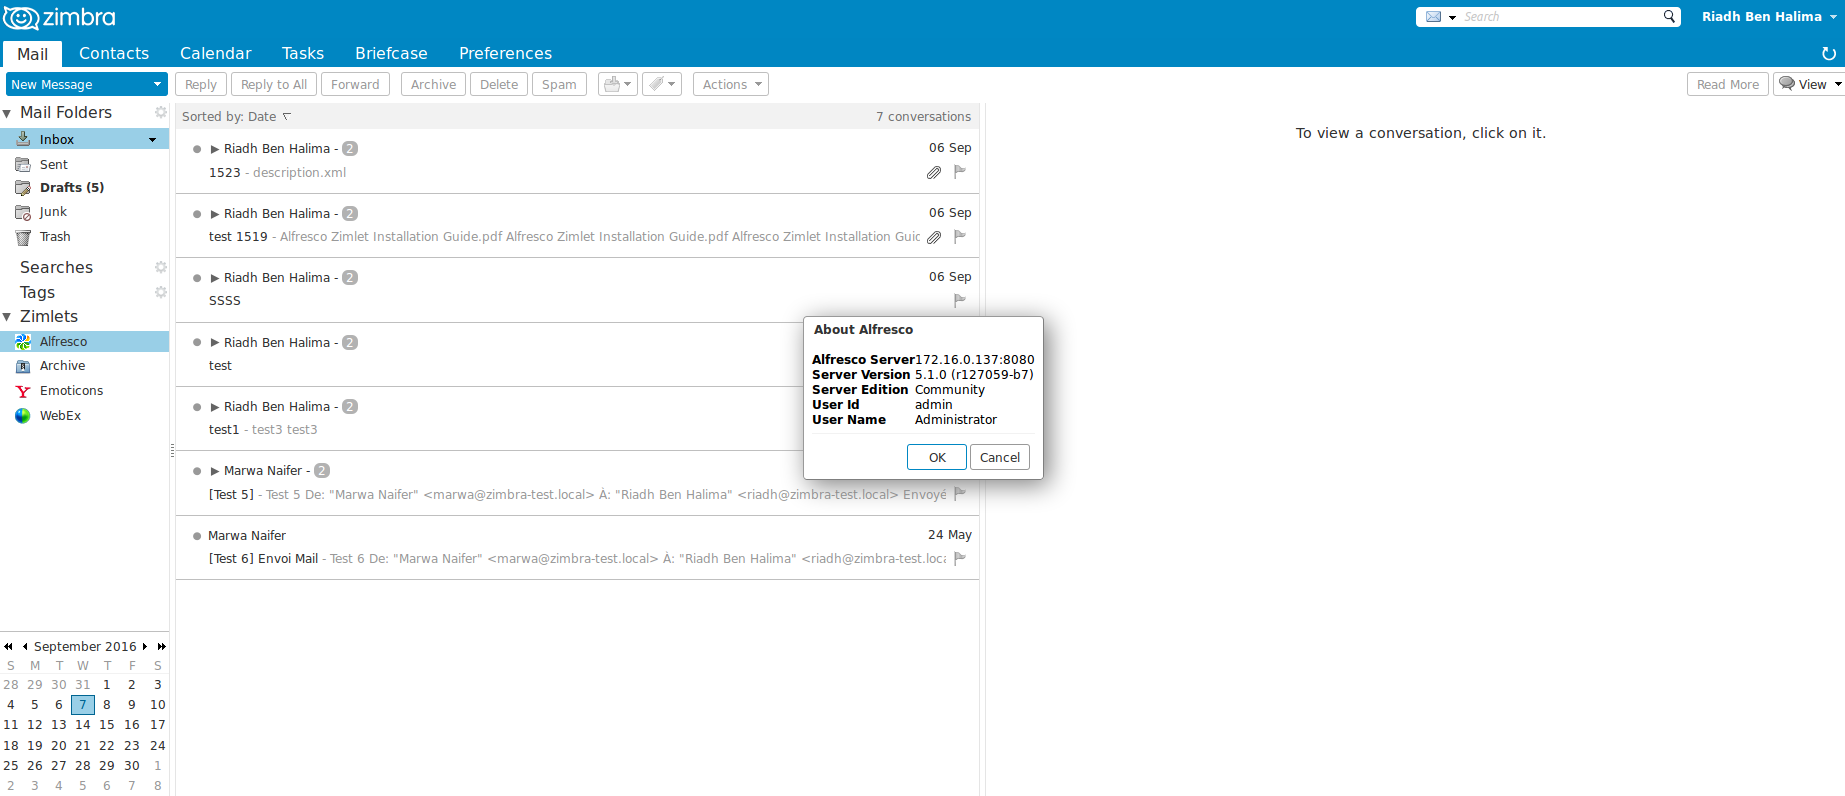 zimbra
Search
Riadh Ben Halima
Mail Contacts Calendar Tasks Briefcase Preferences
New Message Reply Reply to All Forward Archive Delete Spam Actions Read More View
Mail Folders
Inbox
Sent
Drafts (5)
Junk
Trash
Searches
Tags
Zimlets
Alfresco
Archive
Emoticons
WebEx
September 2016
S M T W T F S
28 29 30 31 1 2 3
4 5 6 7 8 9 10
11 12 13 14 15 16 17
18 19 20 21 22 23 24
25 26 27 28 29 30 1
2 3 4 5 6 7 8
Sorted by: Date 7 conversations
Riadh Ben Halima - 2 06 Sep
1523 - description.xml
Riadh Ben Halima - 2 06 Sep
test 1519 - Alfresco Zimlet Installation Guide.pdf Alfresco Zimlet Installation Guide.pdf Alfresco Zimlet Installation Guid
Riadh Ben Halima - 2 06 Sep
SSSS
Riadh Ben Halima - 2
test
Riadh Ben Halima - 2
test1 - test3 test3
Marwa Naifer - 2
[Test 5] - Test 5 De: "Marwa Naifer" <marwa@zimbra-test.local> À: "Riadh Ben Halima" <riadh@zimbra-test.local> Envoyé
Marwa Naifer 24 May
[Test 6] Envoi Mail - Test 6 De: "Marwa Naifer" <marwa@zimbra-test.local> À: "Riadh Ben Halima" <riadh@zimbra-test.loca
To view a conversation, click on it.
About Alfresco
Alfresco Server 172.16.0.137:8080
Server Version 5.1.0 (r127059-b7)
Server Edition Community
User Id admin
User Name Administrator
OK Cancel